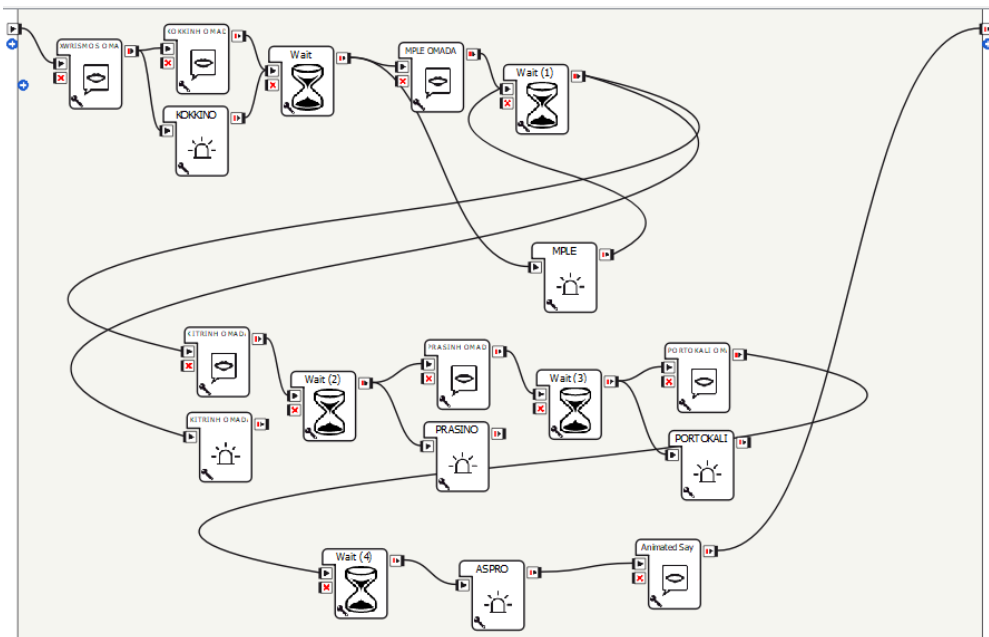 XWRISMOS OMA
KOKKINH OMAD
Wait
MPLE OMADA
Wait (1)
KOKKINO
MPLE
KITRINH OMAD
Wait (2)
PRASINH OMAD
Wait (3)
PORTOKALI OM
KITRINH OMAD
PRASINO
PORTOKALI
Wait (4)
ASPRO
Animated Say